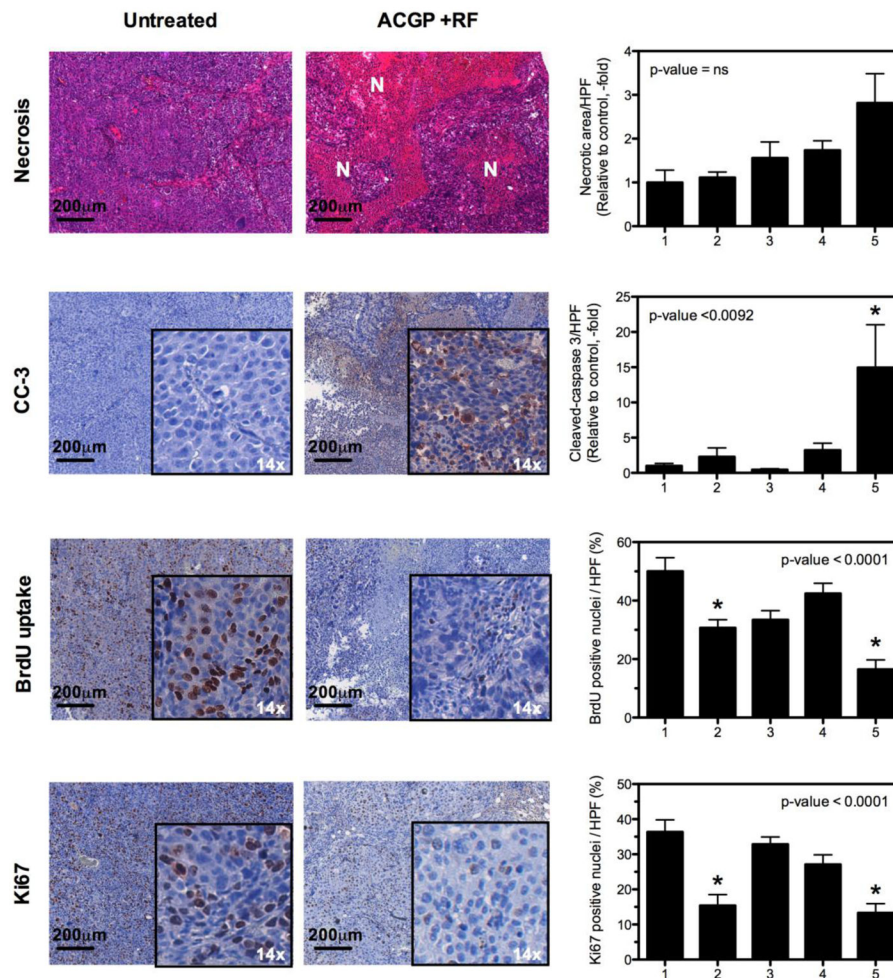 Untreated
ACGP +RF
Necrosis
200μm
N
N
N
200μm
Necrotic area/HPF
(Relative to control, -fold)
p-value = ns
4
3
2
1
0
1 2 3 4 5
CC-3
200μm
14x
200μm
14x
Cleaved-caspase 3/HPF
(Relative to control, -fold)
p-value <0.0092
*
25
20
15
10
5
0
1 2 3 4 5
BrdU uptake
200μm
14x
200μm
14x
BrdU positive nuclei / HPF (%)
p-value < 0.0001
*
*
60
40
20
0
1 2 3 4 5
Ki67
200μm
14x
200μm
14x
Ki67 positive nuclei / HPF (%)
p-value < 0.0001
*
*
50
40
30
20
10
0
1 2 3 4 5